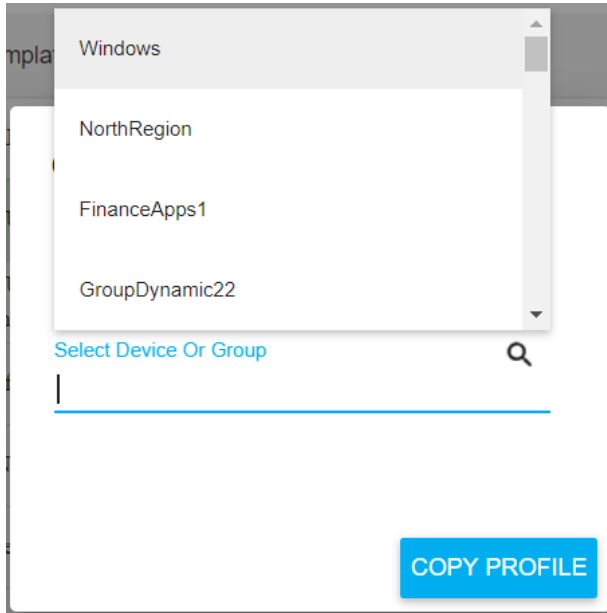 Windows
NorthRegion
FinanceApps1
GroupDynamic22
Select Device Or Group
COPY PROFILE